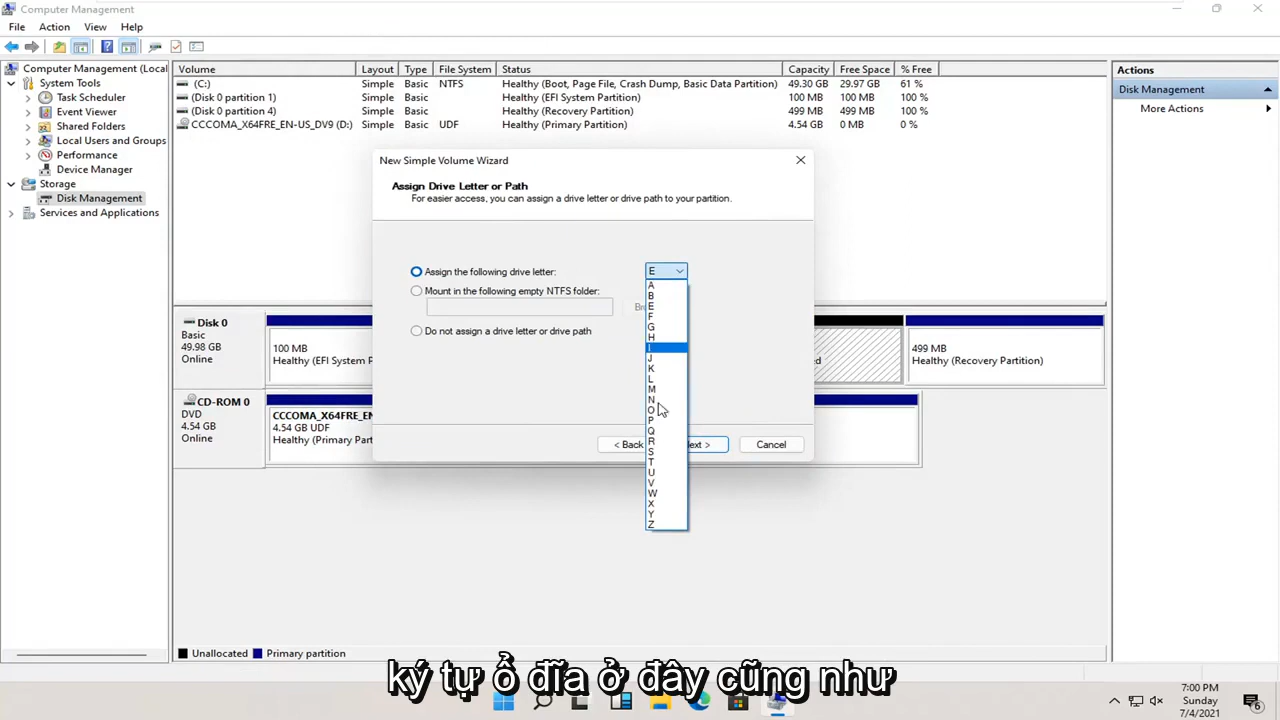 Computer Management
File Action View Help
Computer Management (Local
System Tools
Task Scheduler
Event Viewer
Shared Folders
Local Users and Groups
Performance
Device Manager
Storage
Disk Management
Services and Applications
Volume Layout Type File System Status Capacity Free Space % Free
(C:) Simple Basic NTFS Healthy (Boot, Page File, Crash Dump, Basic Data Partition) 49.30 GB 29.97 GB 61 %
(Disk 0 partition 1) Simple Basic Healthy (EFI System Partition) 100 MB 100 MB 100 %
(Disk 0 partition 4) Simple Basic Healthy (Recovery Partition) 499 MB 499 MB 100 %
CCCOMA_X64FRE_EN-US_DV9 (D:) Simple Basic UDF Healthy (Primary Partition) 4.54 GB 0 MB 0 %
Actions
Disk Management
More Actions
New Simple Volume Wizard
Assign Drive Letter or Path
For easier access, you can assign a drive letter or drive path to your partition.
Assign the following drive letter: E
Mount in the following empty NTFS folder:
Do not assign a drive letter or drive path
A
B
E
F
G
H
I
J
K
L
M
N
O
P
Q
R
S
T
U
V
W
X
Y
Z
< Back
Cancel
Disk 0
Basic
49.98 GB
Online
100 MB
Healthy (EFI System P
499 MB
Healthy (Recovery Partition)
CD-ROM 0
DVD
4.54 GB
Online
CCCOMA_X64FRE_EN
4.54 GB UDF
Healthy (Primary Part
Unallocated Primary partition
ký tự ổ đĩa ở đây cũng như
7:00 PM
Sunday
7/4/2021
6